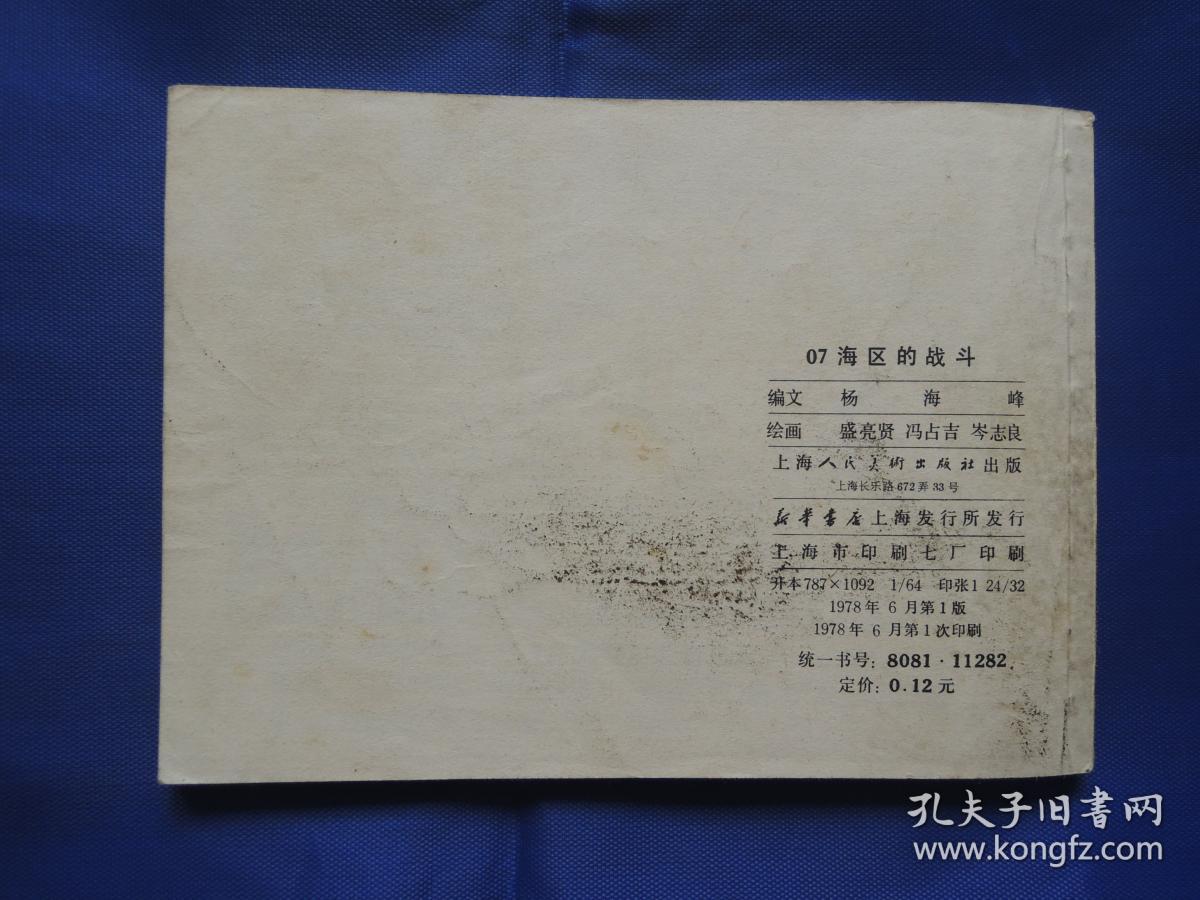 07海区的战斗
编文 杨海峰
绘画 盛亮贤 冯占吉 岑志良
上海人民美術出版社出版
上海长乐路672弄33号
新华书店上海发行所发行
上海市印刷七厂印刷
开本787×1092 1/64 印张1 24/32
1978年6月第1版
1978年6月第1次印刷
统一书号：8081·11282
定价：0.12元
孔夫子旧书网
www.kongfz.com